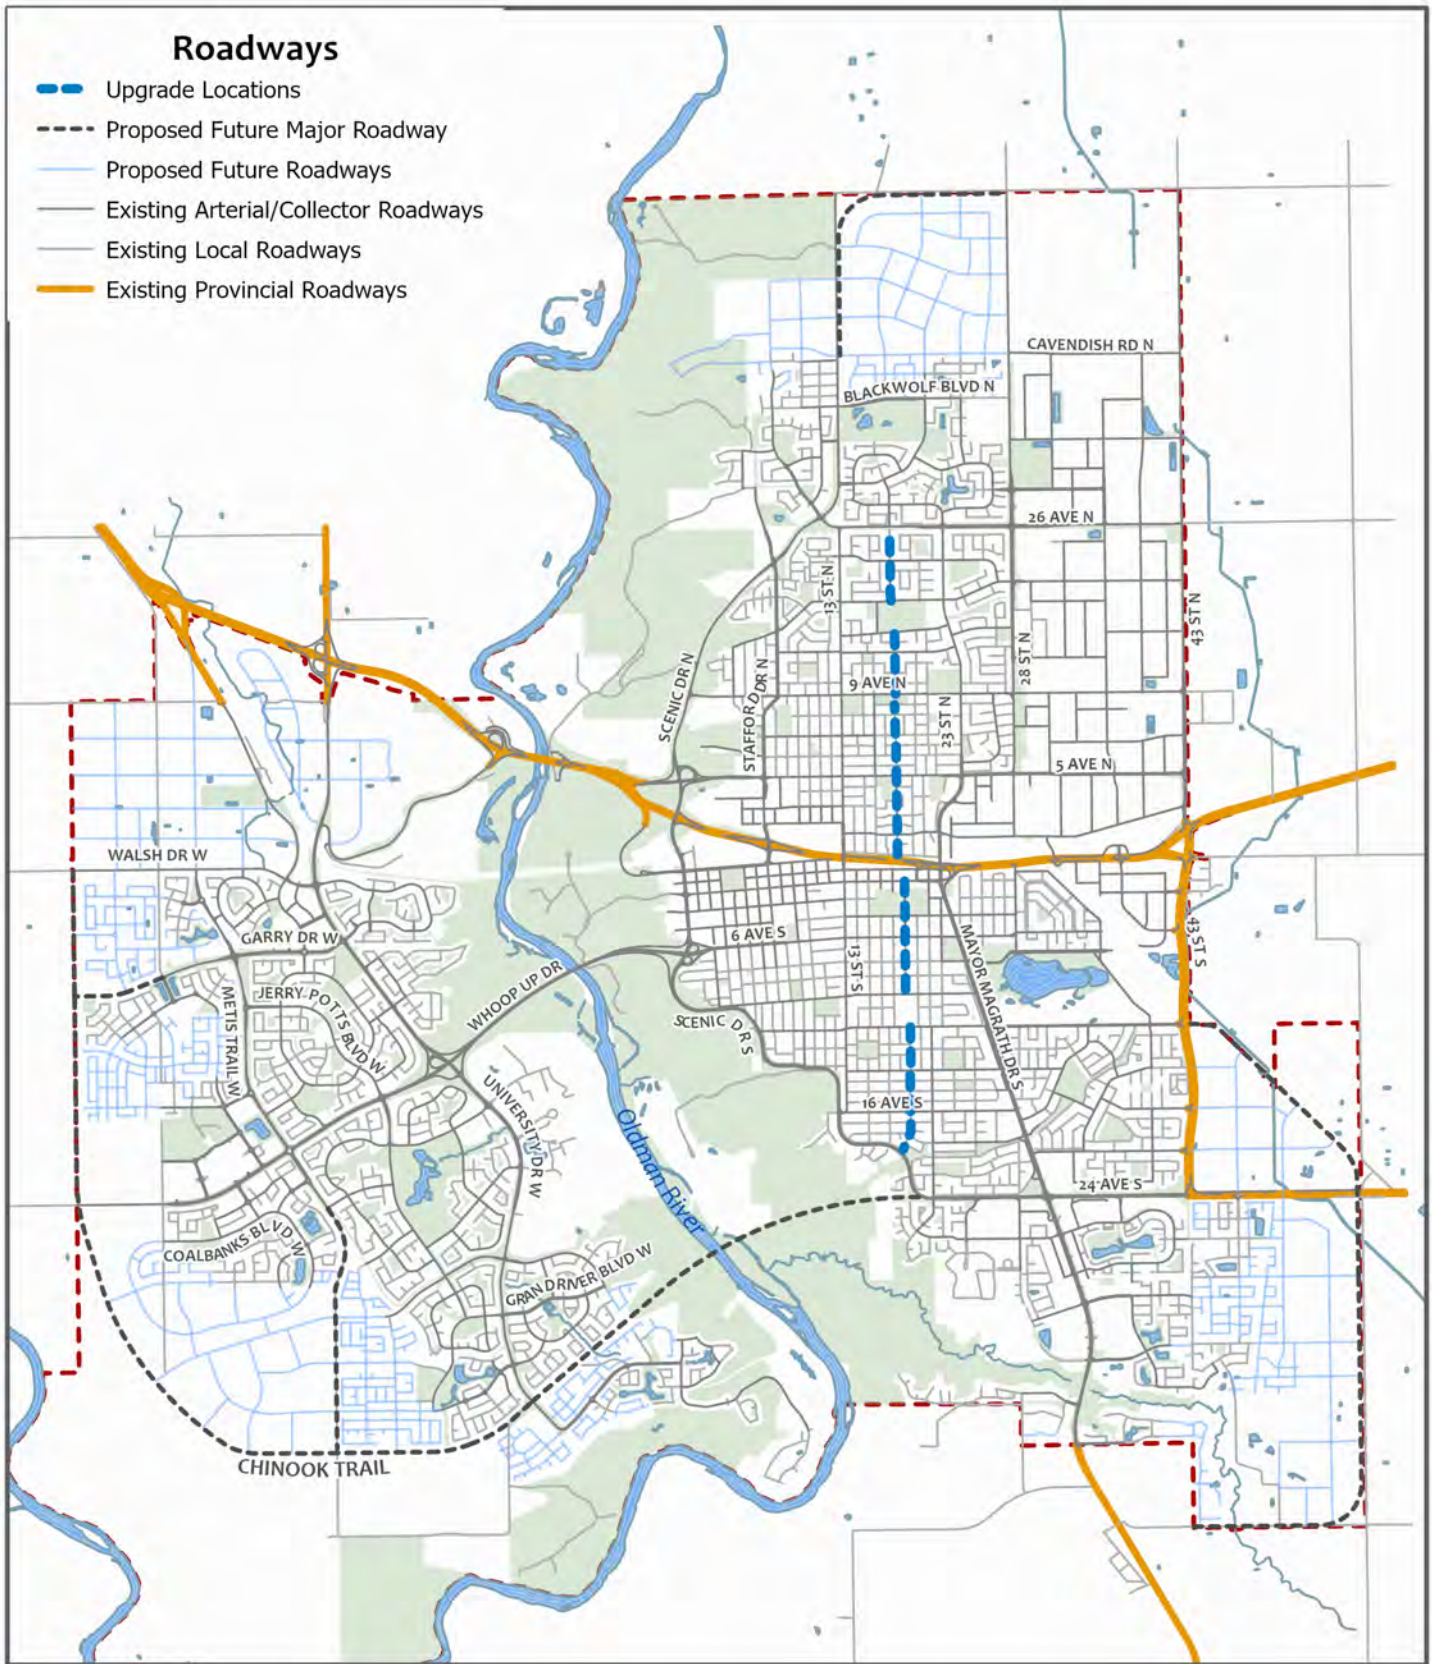 Roadways
Upgrade Locations
Proposed Future Major Roadway
Proposed Future Roadways
Existing Arterial/Collector Roadways
Existing Local Roadways
Existing Provincial Roadways
CAVENDISH RD N
BLACKWOLF BLVD N
26 AVE N
13 ST N
43 ST N
28 ST N
SCENIC DR N
STAFFORD DR N
9 AVE N
23 ST N
5 AVE N
WALSH DR W
GARRY DR W
6 AVE S
13 ST S
MAYOR MAGRATH DR S
43 ST S
WHOOP UP DR
JERRY POTTS BLVD W
METIS TRAIL W
SCENIC DR S
UNIVERSITY DR W
16 AVE S
Oldman River
24 AVE S
COALBANKS BLVD W
GRANDRIVER BLVD W
CHINOOK TRAIL